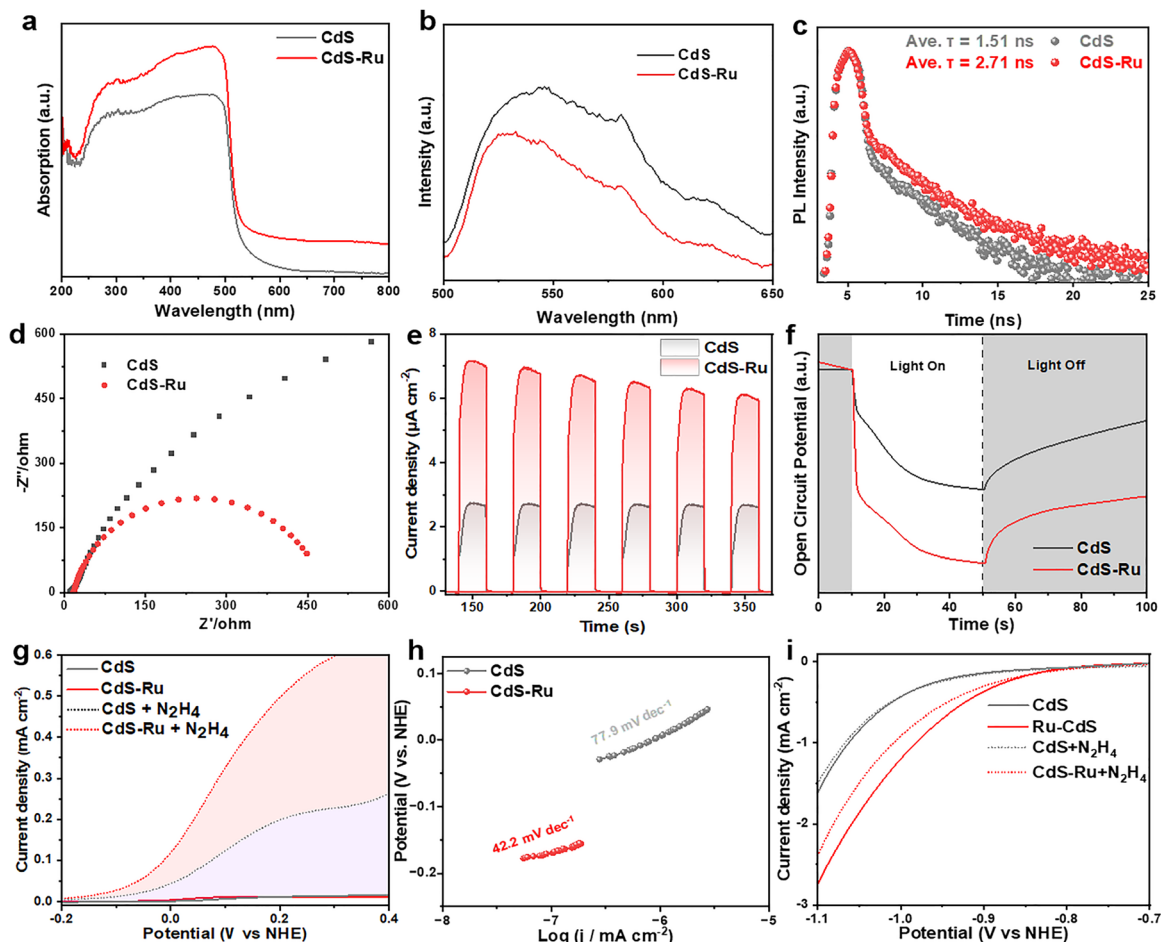 a
CdS
CdS-Ru
Absorption (a.u.)
200 300 400 500 600 700 800
Wavelength (nm)
b
CdS
CdS-Ru
Intensity (a.u.)
500 550 600 650
Wavelength (nm)
c
Ave. τ = 1.51 ns CdS
Ave. τ = 2.71 ns CdS-Ru
PL Intensity (a.u.)
5 10 15 20 25
Time (ns)
d
600
450
300
150
0
CdS
CdS-Ru
-Z''/ohm
0 150 300 450 600
Z'/ohm
e
8
6
4
2
0
CdS
CdS-Ru
Current density (μA cm⁻²)
150 200 250 300 350
Time (s)
f
Light On
Light Off
CdS
CdS-Ru
Open Circuit Potential (a.u.)
0 20 40 60 80 100
Time (s)
g
0.6
0.5
0.4
0.3
0.2
0.1
0.0
CdS
CdS-Ru
CdS + N₂H₄
CdS-Ru + N₂H₄
Current density (mA cm⁻²)
-0.2 0.0 0.2 0.4
Potential (V vs NHE)
h
CdS
CdS-Ru
77.9 mV dec⁻¹
42.2 mV dec⁻¹
0.1
0.0
-0.1
-0.2
Potential (V vs. NHE)
-8 -7 -6 -5
Log (j / mA cm⁻²)
i
0
-1
-2
-3
CdS
Ru-CdS
CdS+N₂H₄
CdS-Ru+N₂H₄
Current density (mA cm⁻²)
-1.1 -1.0 -0.9 -0.8 -0.7
Potential (V vs NHE)